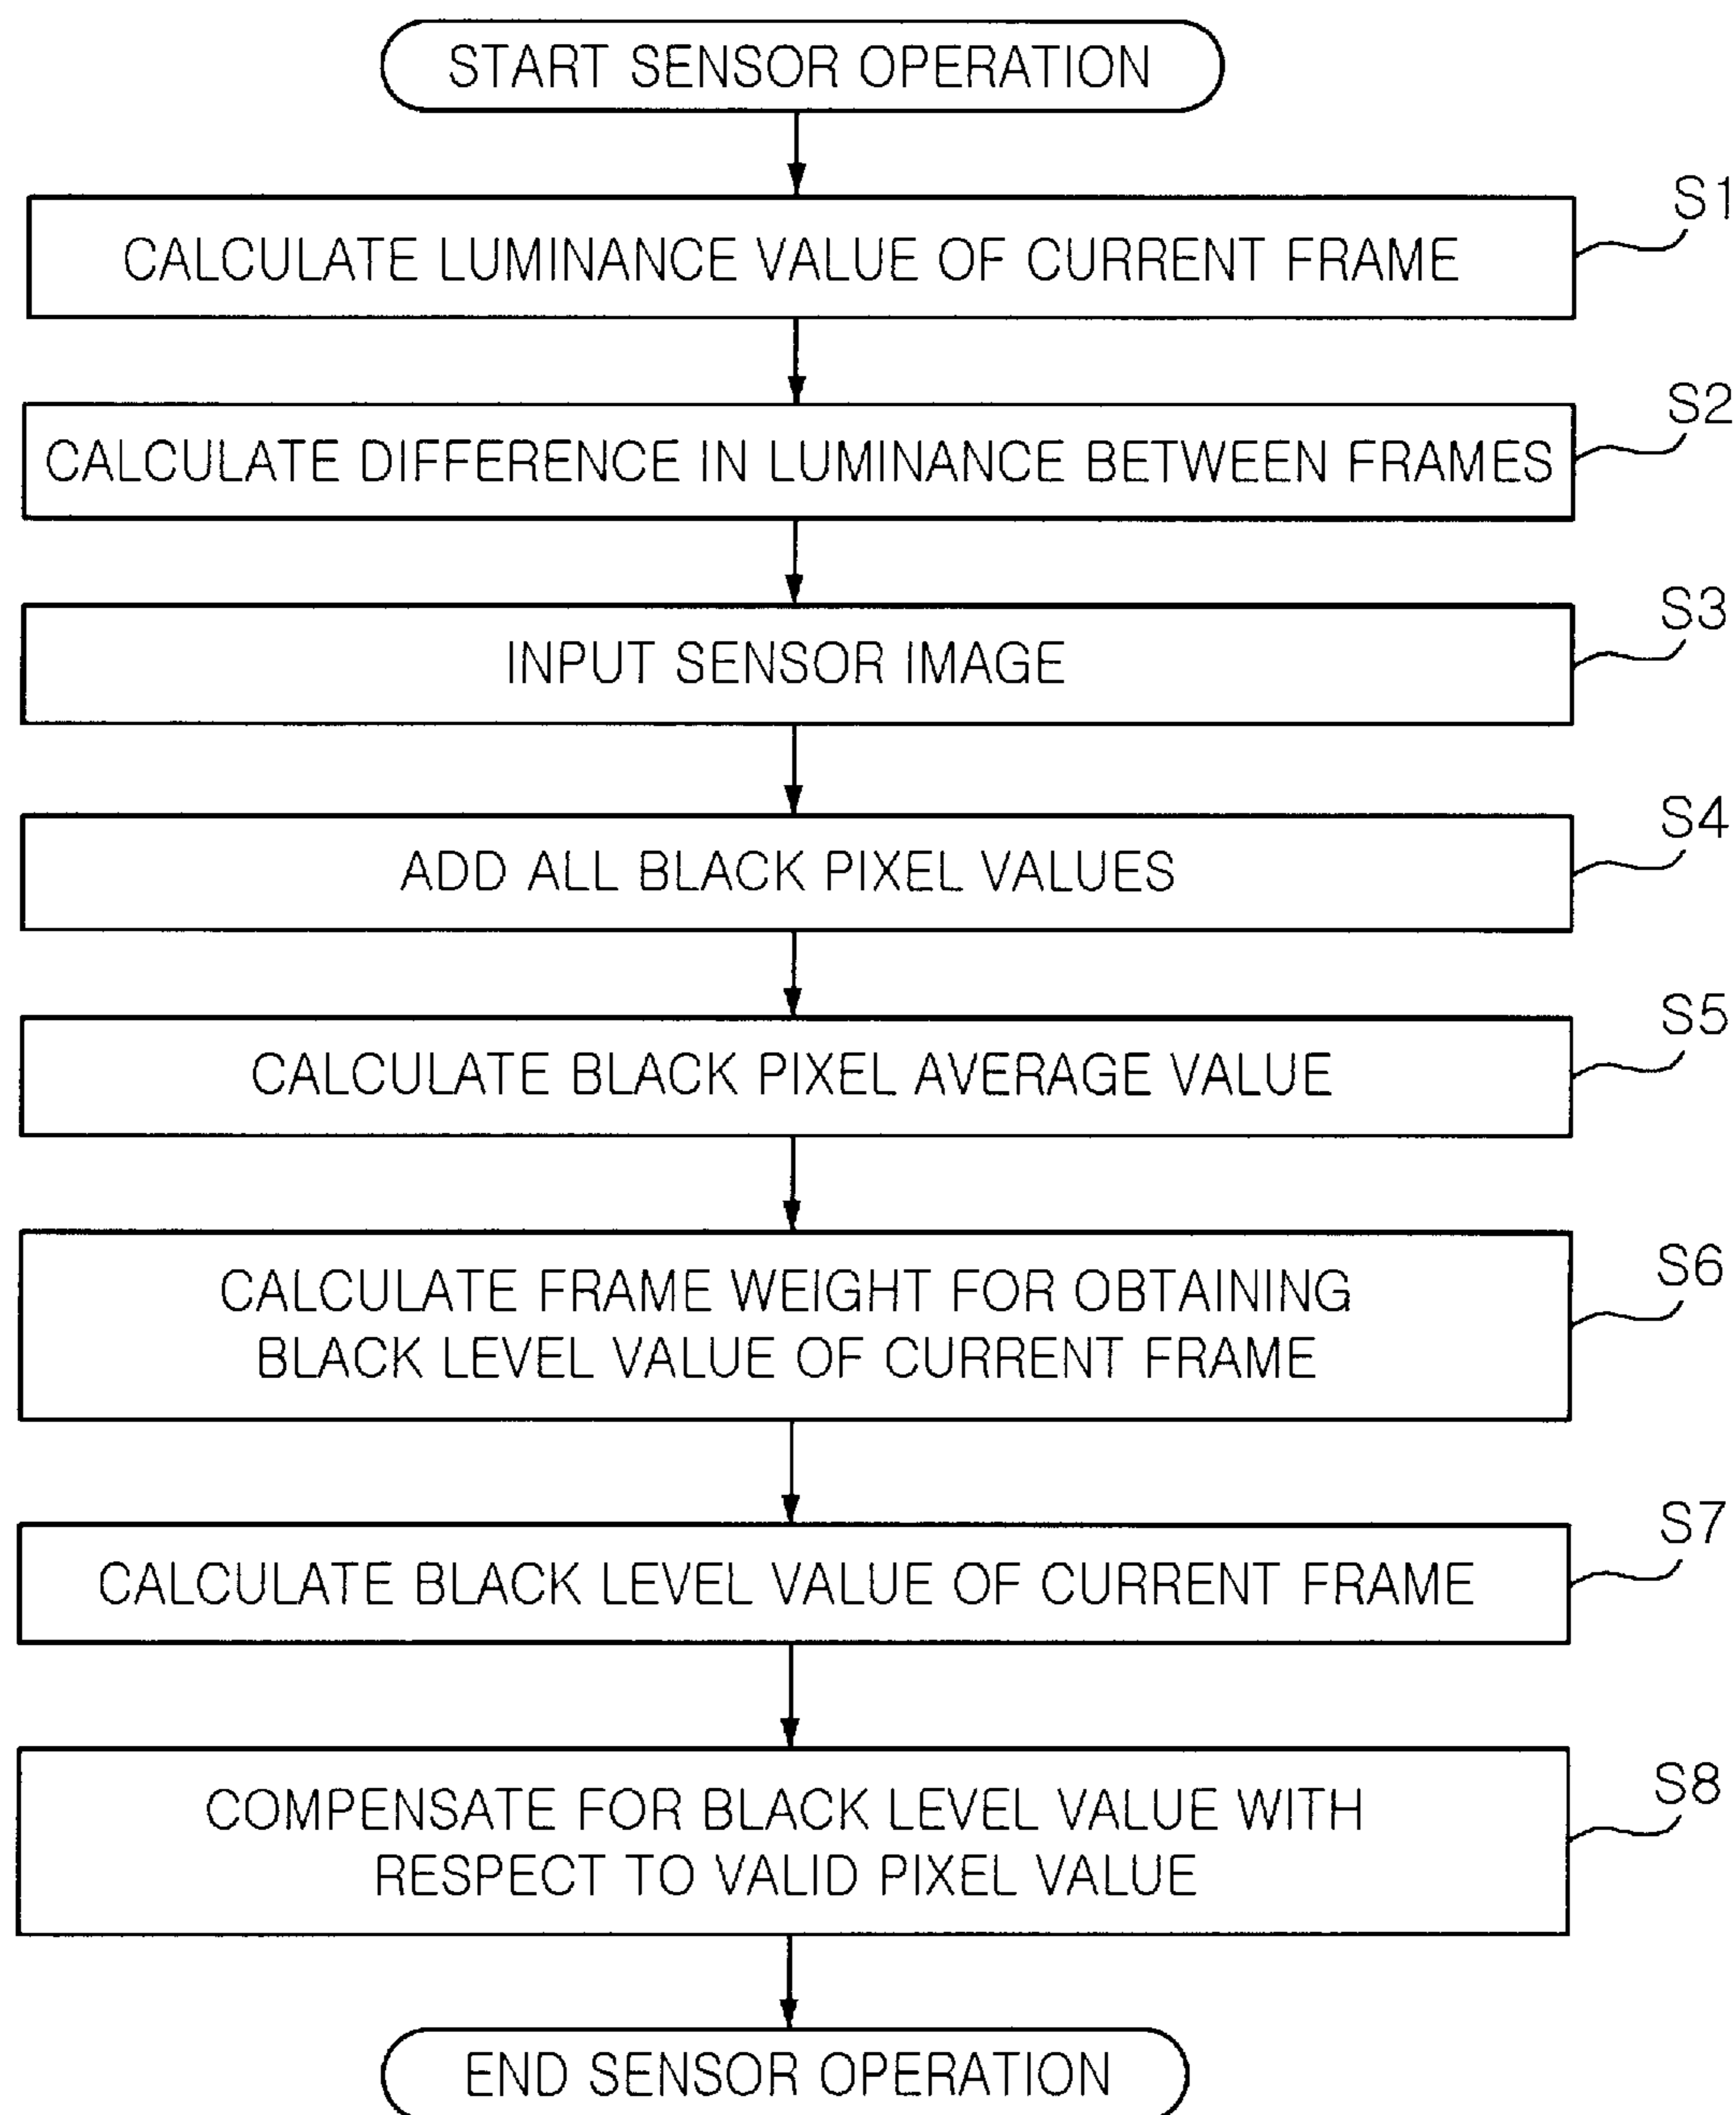 START SENSOR OPERATION
S1
CALCULATE LUMINANCE VALUE OF CURRENT FRAME
S2
CALCULATE DIFFERENCE IN LUMINANCE BETWEEN FRAMES
S3
INPUT SENSOR IMAGE
S4
ADD ALL BLACK PIXEL VALUES
S5
CALCULATE BLACK PIXEL AVERAGE VALUE
S6
CALCULATE FRAME WEIGHT FOR OBTAINING
BLACK LEVEL VALUE OF CURRENT FRAME
S7
CALCULATE BLACK LEVEL VALUE OF CURRENT FRAME
S8
COMPENSATE FOR BLACK LEVEL VALUE WITH
RESPECT TO VALID PIXEL VALUE
END SENSOR OPERATION